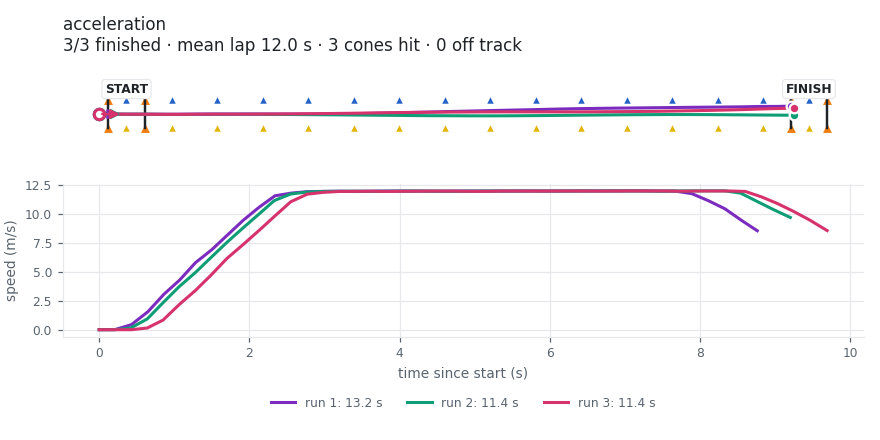 acceleration
3/3 finished · mean lap 12.0 s · 3 cones hit · 0 off track
START
FINISH
12.5
10.0
7.5
5.0
2.5
0.0
speed (m/s)
0
2
4
6
8
10
time since start (s)
run 1: 13.2 s
run 2: 11.4 s
run 3: 11.4 s